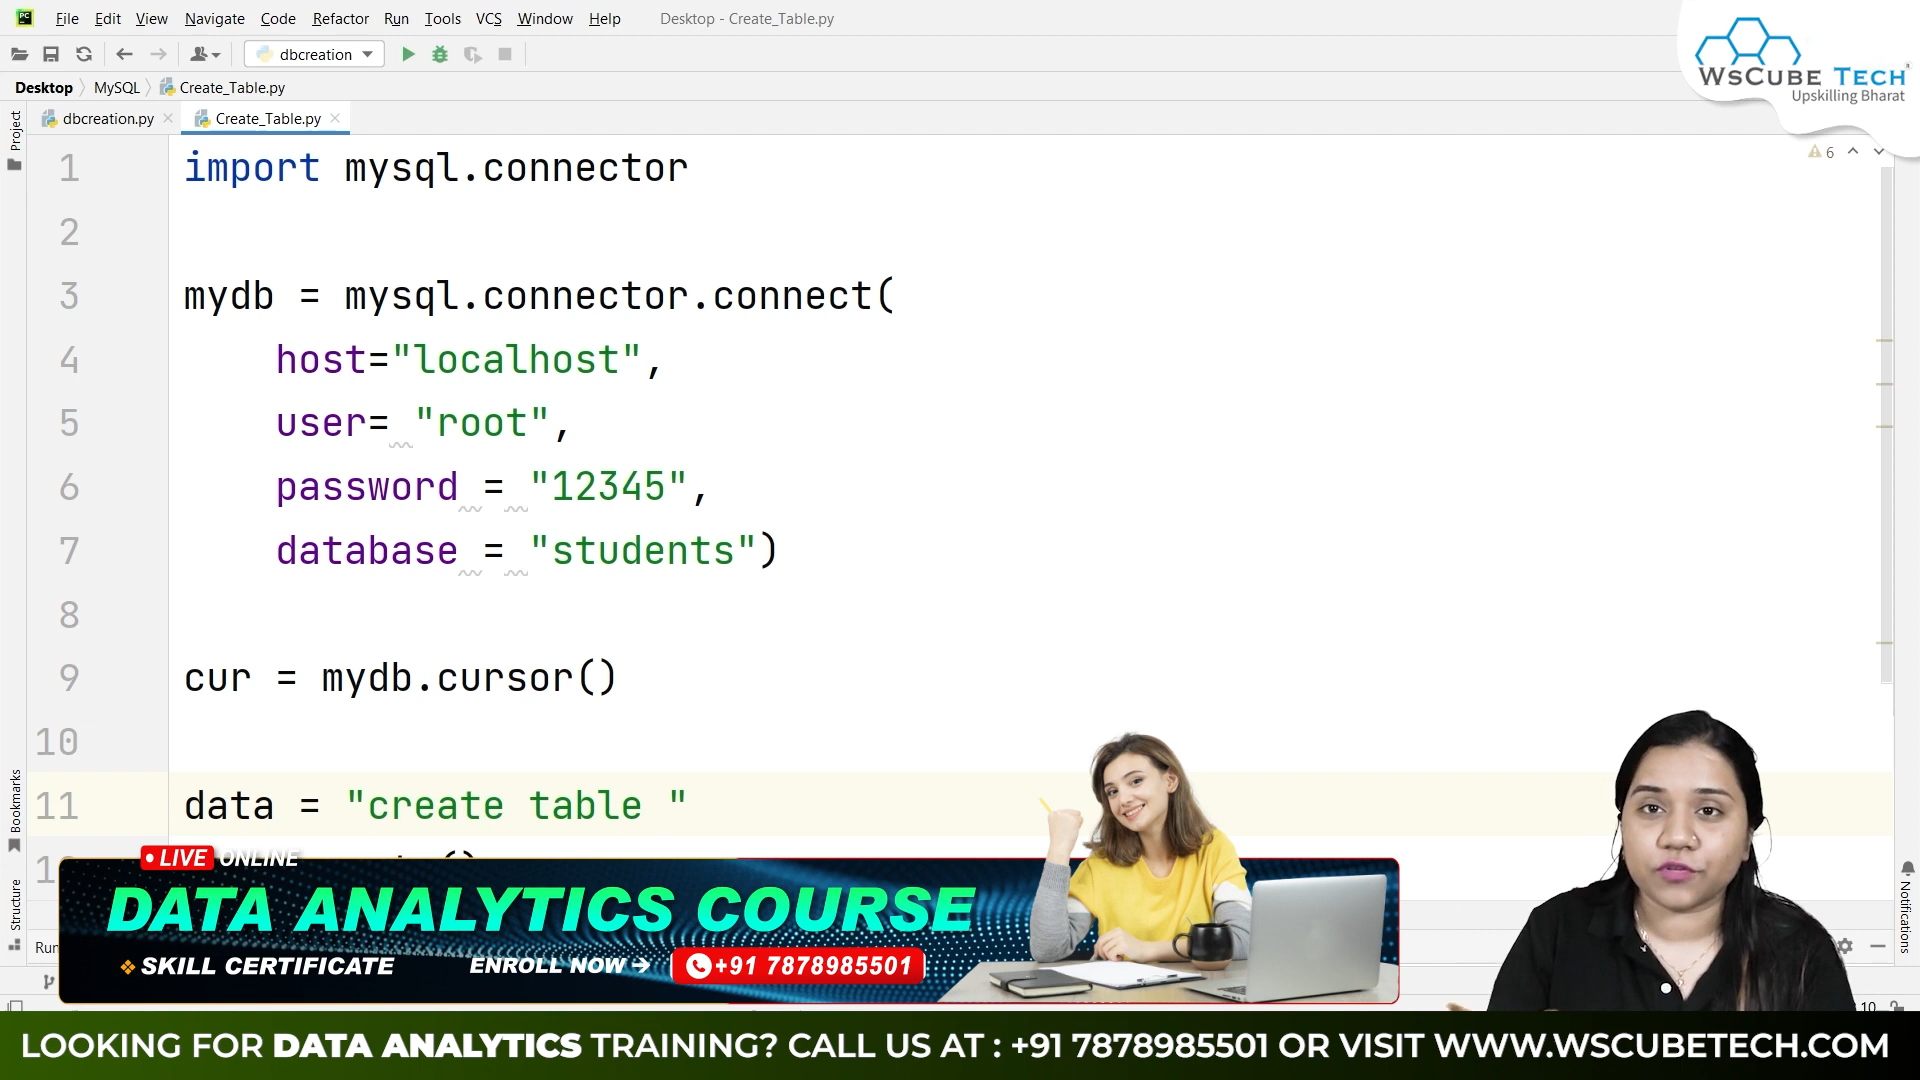 File Edit View Navigate Code Refactor Run Tools VCS Window Help Desktop - Create_Table.py
dbcreation
WsCube Tech
Upskilling Bharat
Desktop MySQL Create_Table.py
dbcreation.py Create_Table.py
Project
6
1 import mysql.connector
2
3 mydb = mysql.connector.connect(
4 host="localhost",
5 user= "root",
6 password = "12345",
7 database = "students")
8
9 cur = mydb.cursor()
10
11 data = "create table "
Bookmarks
Structure
Notifications
Run
LIVE ONLINE
DATA ANALYTICS COURSE
SKILL CERTIFICATE ENROLL NOW → +91 7878985501
LOOKING FOR DATA ANALYTICS TRAINING? CALL US AT : +91 7878985501 OR VISIT WWW.WSCUBETECH.COM